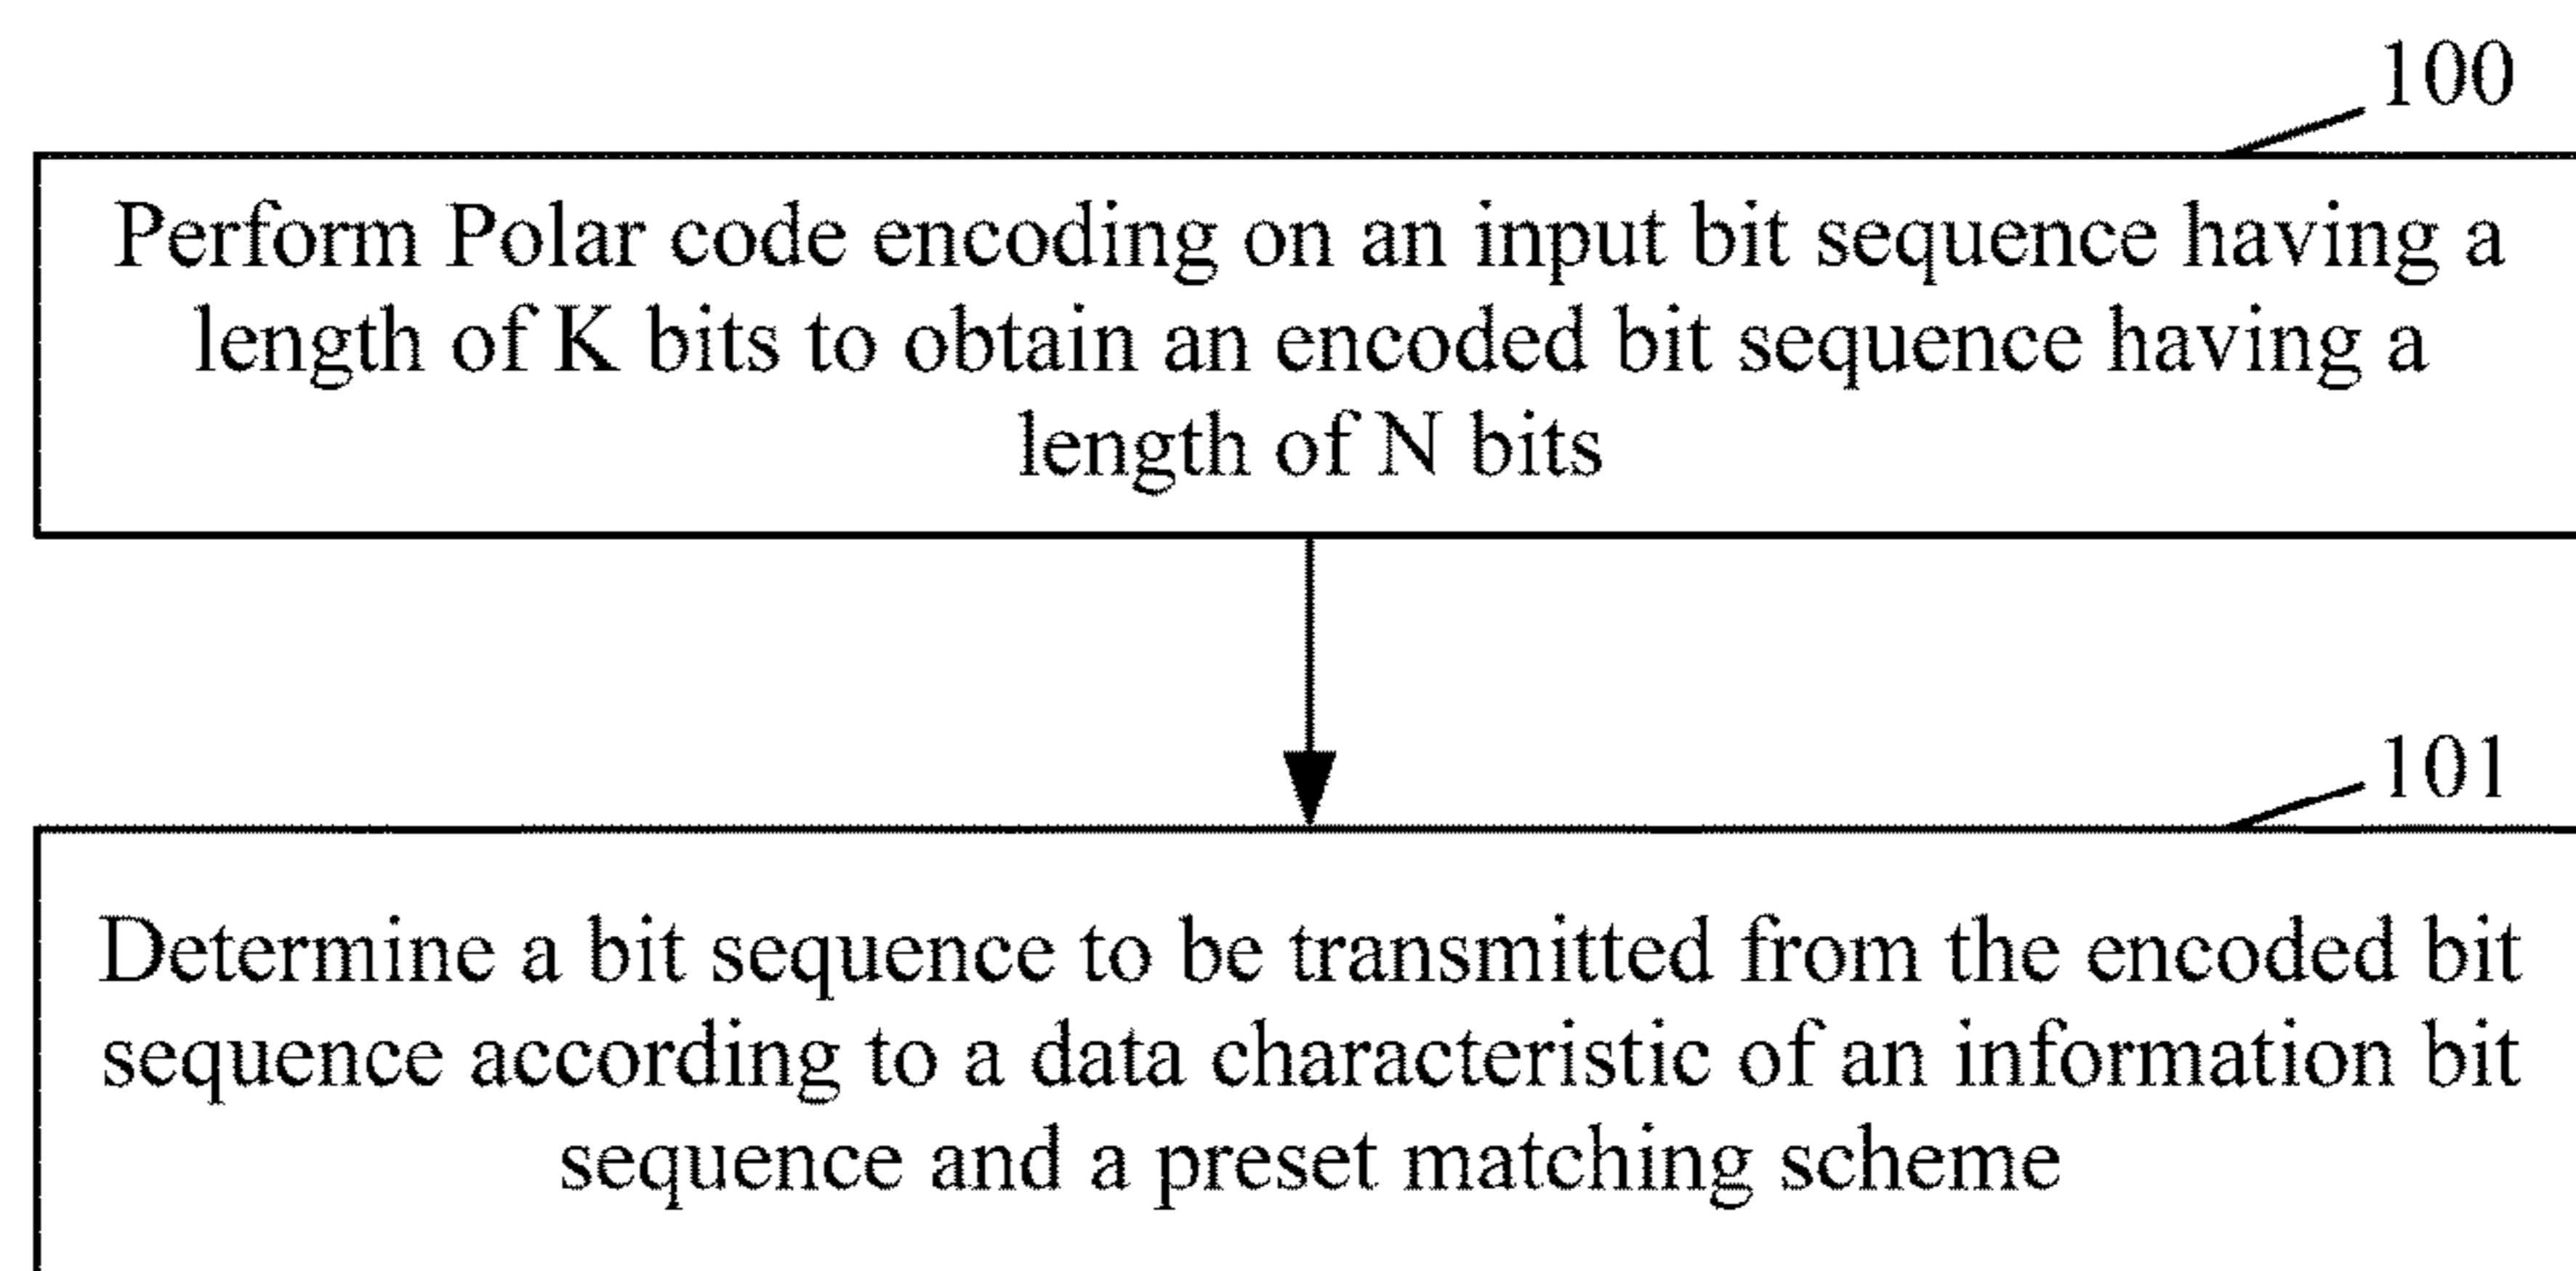 100
Perform Polar code encoding on an input bit sequence having a
length of K bits to obtain an encoded bit sequence having a
length of N bits
101
Determine a bit sequence to be transmitted from the encoded bit
sequence according to a data characteristic of an information bit
sequence and a preset matching scheme